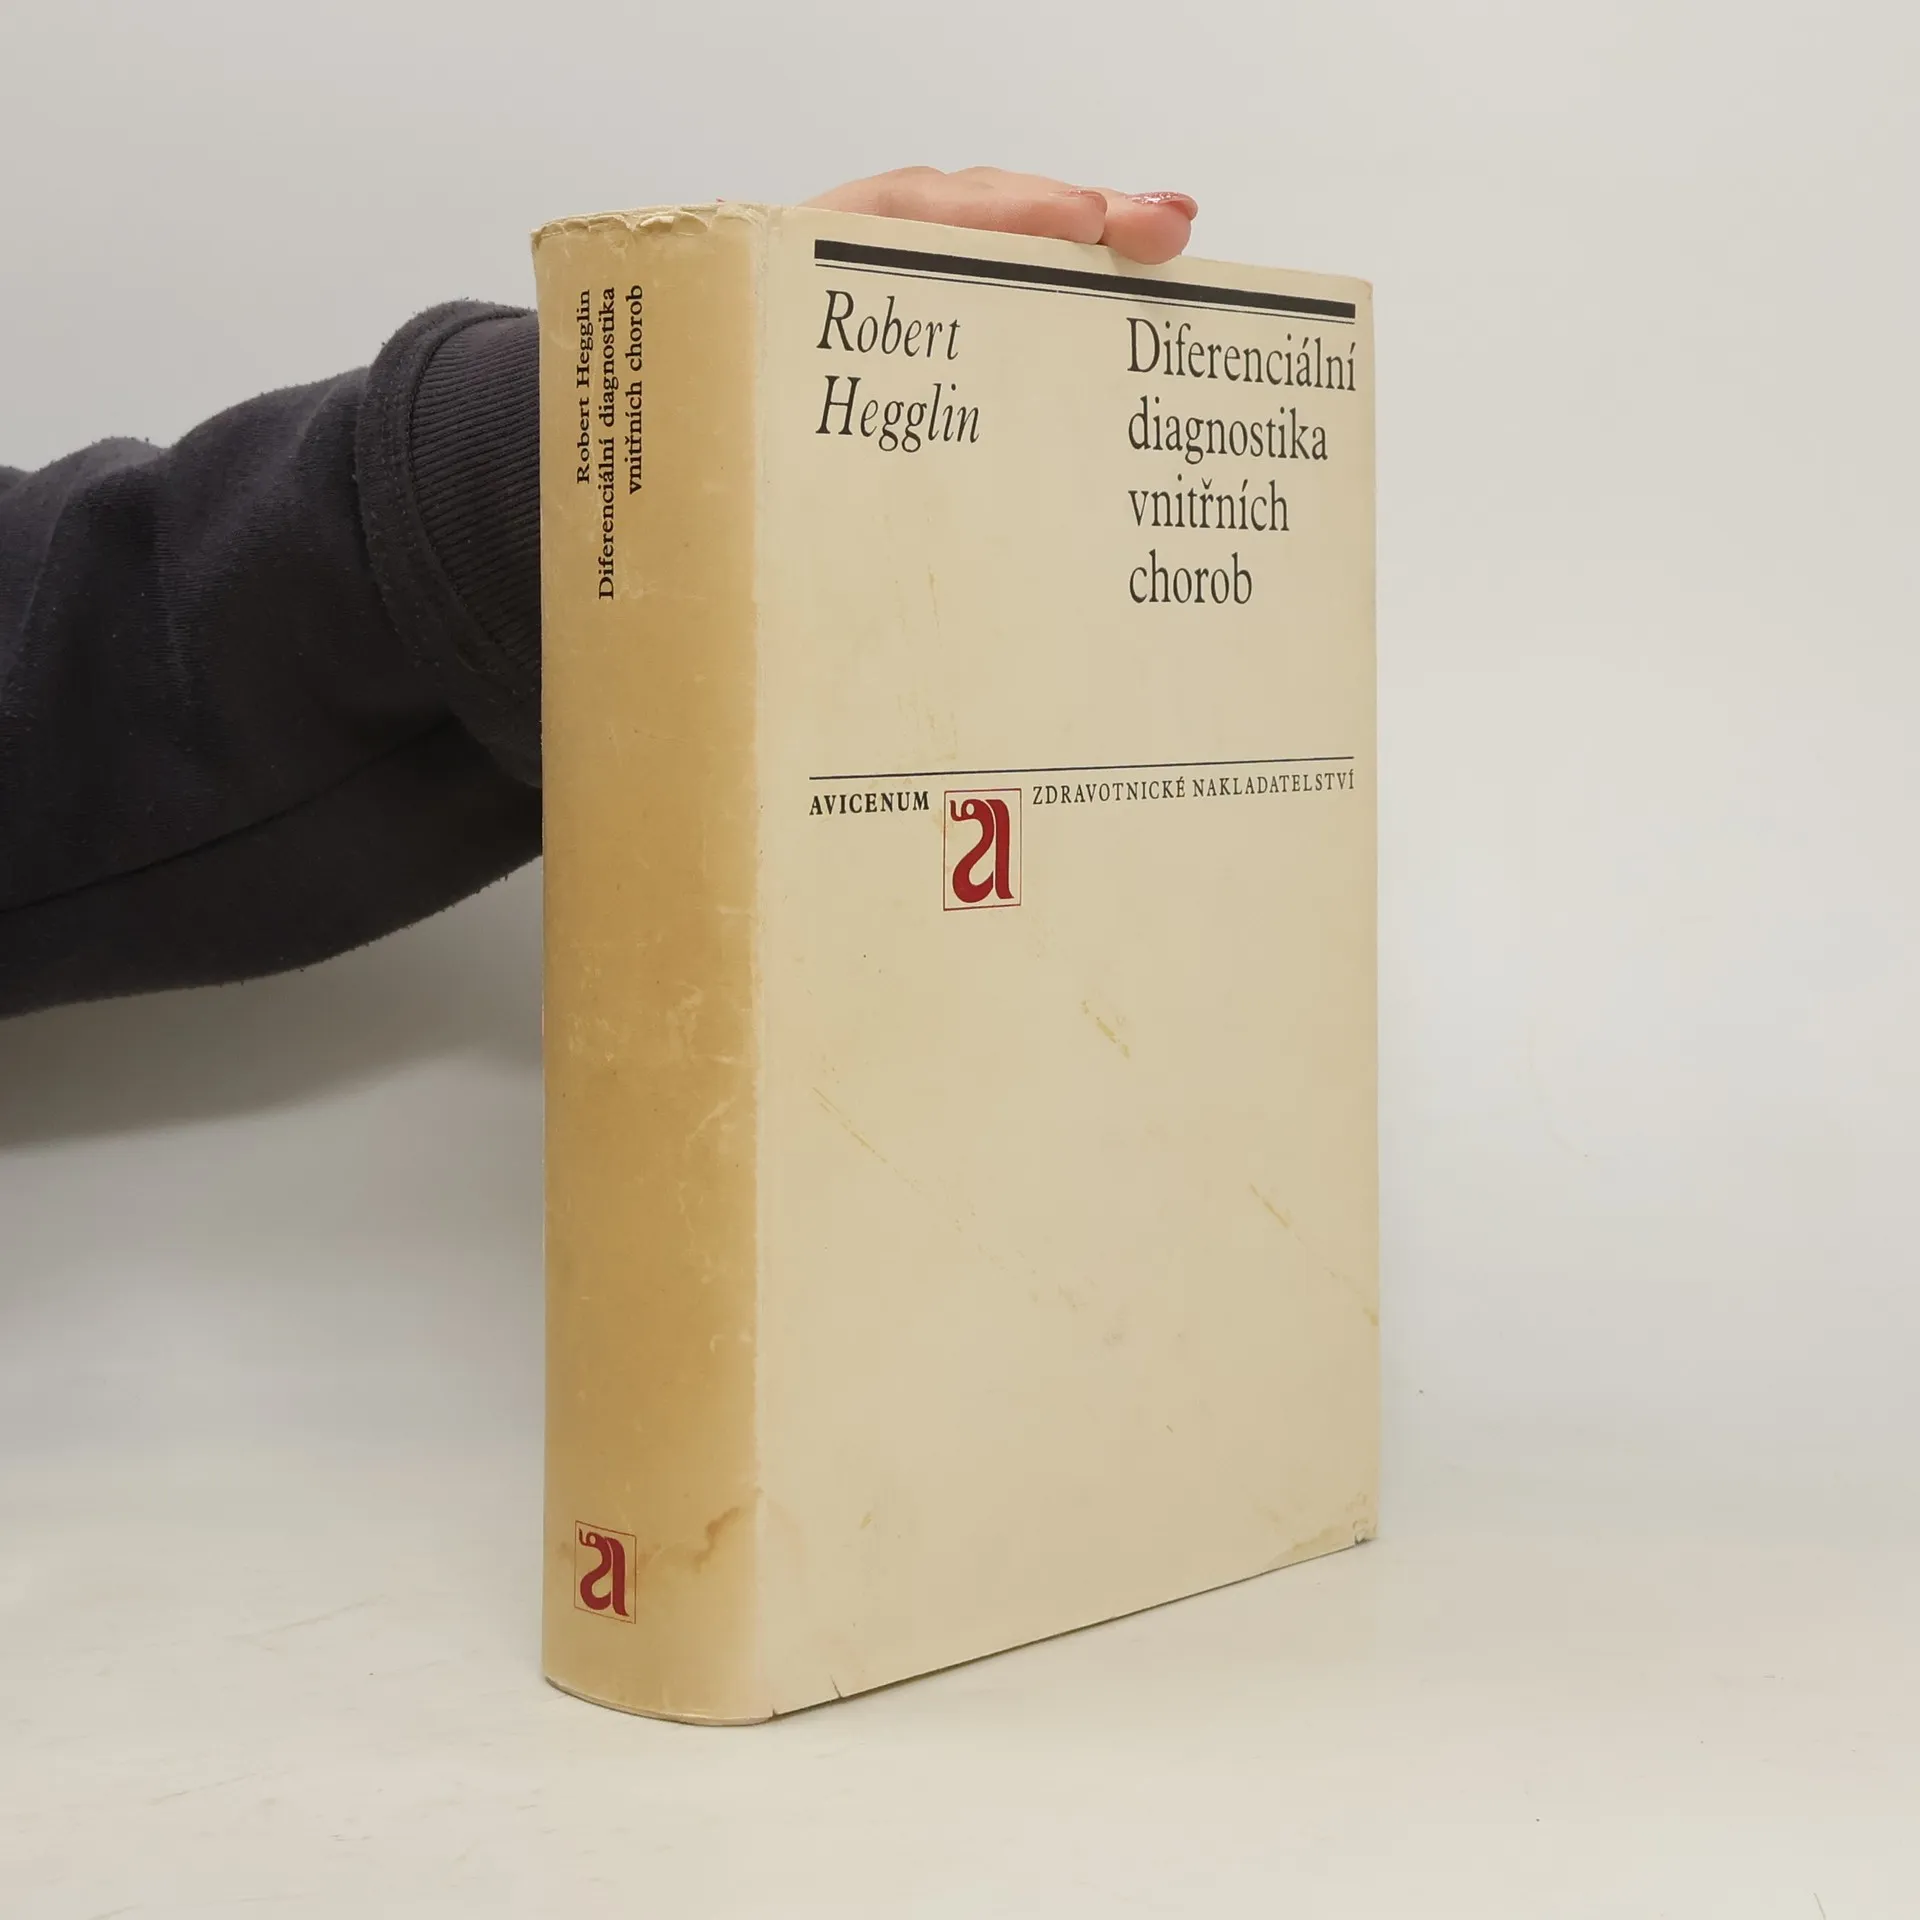 Robert Hegglin
Diferenciální diagnostika
vnitřních chorob
Robert
Hegglin
Diferenciální
diagnostika
vnitřních
chorob
AVICENUM
ZDRAVOTNICKÉ NAKLADATELSTVÍ